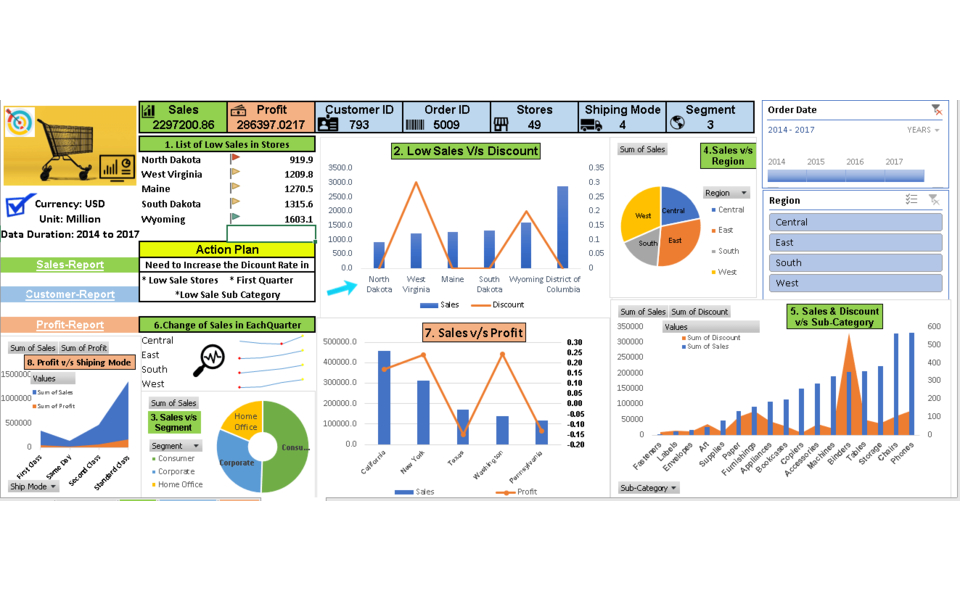 Sales
2297200.86
Profit
286397.0217
Customer ID
793
Order ID
5009
Stores
49
Shiping Mode
4
Segment
3
Currency: USD
Unit: Million
Data Duration: 2014 to 2017
Sales-Report
Customer-Report
Profit-Report
1. List of Low Sales in Stores
North Dakota 919.9
West Virginia 1209.8
Maine 1270.5
South Dakota 1315.6
Wyoming 1603.1
Action Plan
Need to Increase the Dicount Rate in
* Low Sale Stores * First Quarter
*Low Sale Sub Category
2. Low Sales V/s Discount
3500.0 0.35
3000.0 0.3
2500.0 0.25
2000.0 0.2
1500.0 0.15
1000.0 0.1
500.0 0.05
0.0 0
North Dakota
West Virginia
Maine
South Dakota
Wyoming
District of Columbia
Sales Discount
Sum of Sales
4.Sales v/s
Region
Region
Central
East
South
West
West
Central
South
East
Order Date
2014 - 2017 YEARS
2014 2015 2016 2017
Region
Central
East
South
West
6.Change of Sales in EachQuarter
Central
East
South
West
Sum of Sales Sum of Profit
8. Profit v/s Shiping Mode
Values
Sum of Sales
Sum of Profit
1500000
1000000
500000
0
First Class
Same Day
Second Class
Standard Class
Ship Mode
Sum of Sales
3. Sales v/s
Segment
Segment
Consumer
Corporate
Home Office
Home
Office
Consu...
Corporate
7. Sales v/s Profit
500000.0
400000.0
300000.0
200000.0
100000.0
0.0
0.30
0.25
0.20
0.15
0.10
0.05
0.00
-0.05
-0.10
-0.15
-0.20
California
New York
Texas
Washington
Pennsylvania
Sales Profit
Sum of Sales Sum of Discount
5. Sales & Discount
v/s Sub-Category
Values
Sum of Discount
Sum of Sales
350000
300000
250000
200000
150000
100000
50000
0
600
500
400
300
200
100
0
Fasteners
Labels
Envelopes
Art
Supplies
Paper
Furnishings
Appliances
Bookcases
Copiers
Accessories
Machines
Binders
Tables
Storage
Chairs
Phones
Sub-Category